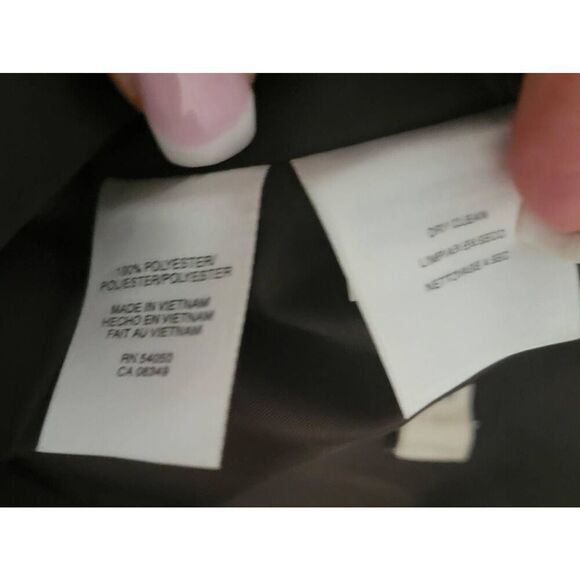 100% POLYESTER/
POLIESTER/POLYESTER
MADE IN VIETNAM
HECHO EN VIETNAM
FAIT AU VIETNAM
RN 54050
CA 08349
DRY CLEAN
LIMPIAR EN SECO
NETTOYAGE A SEC